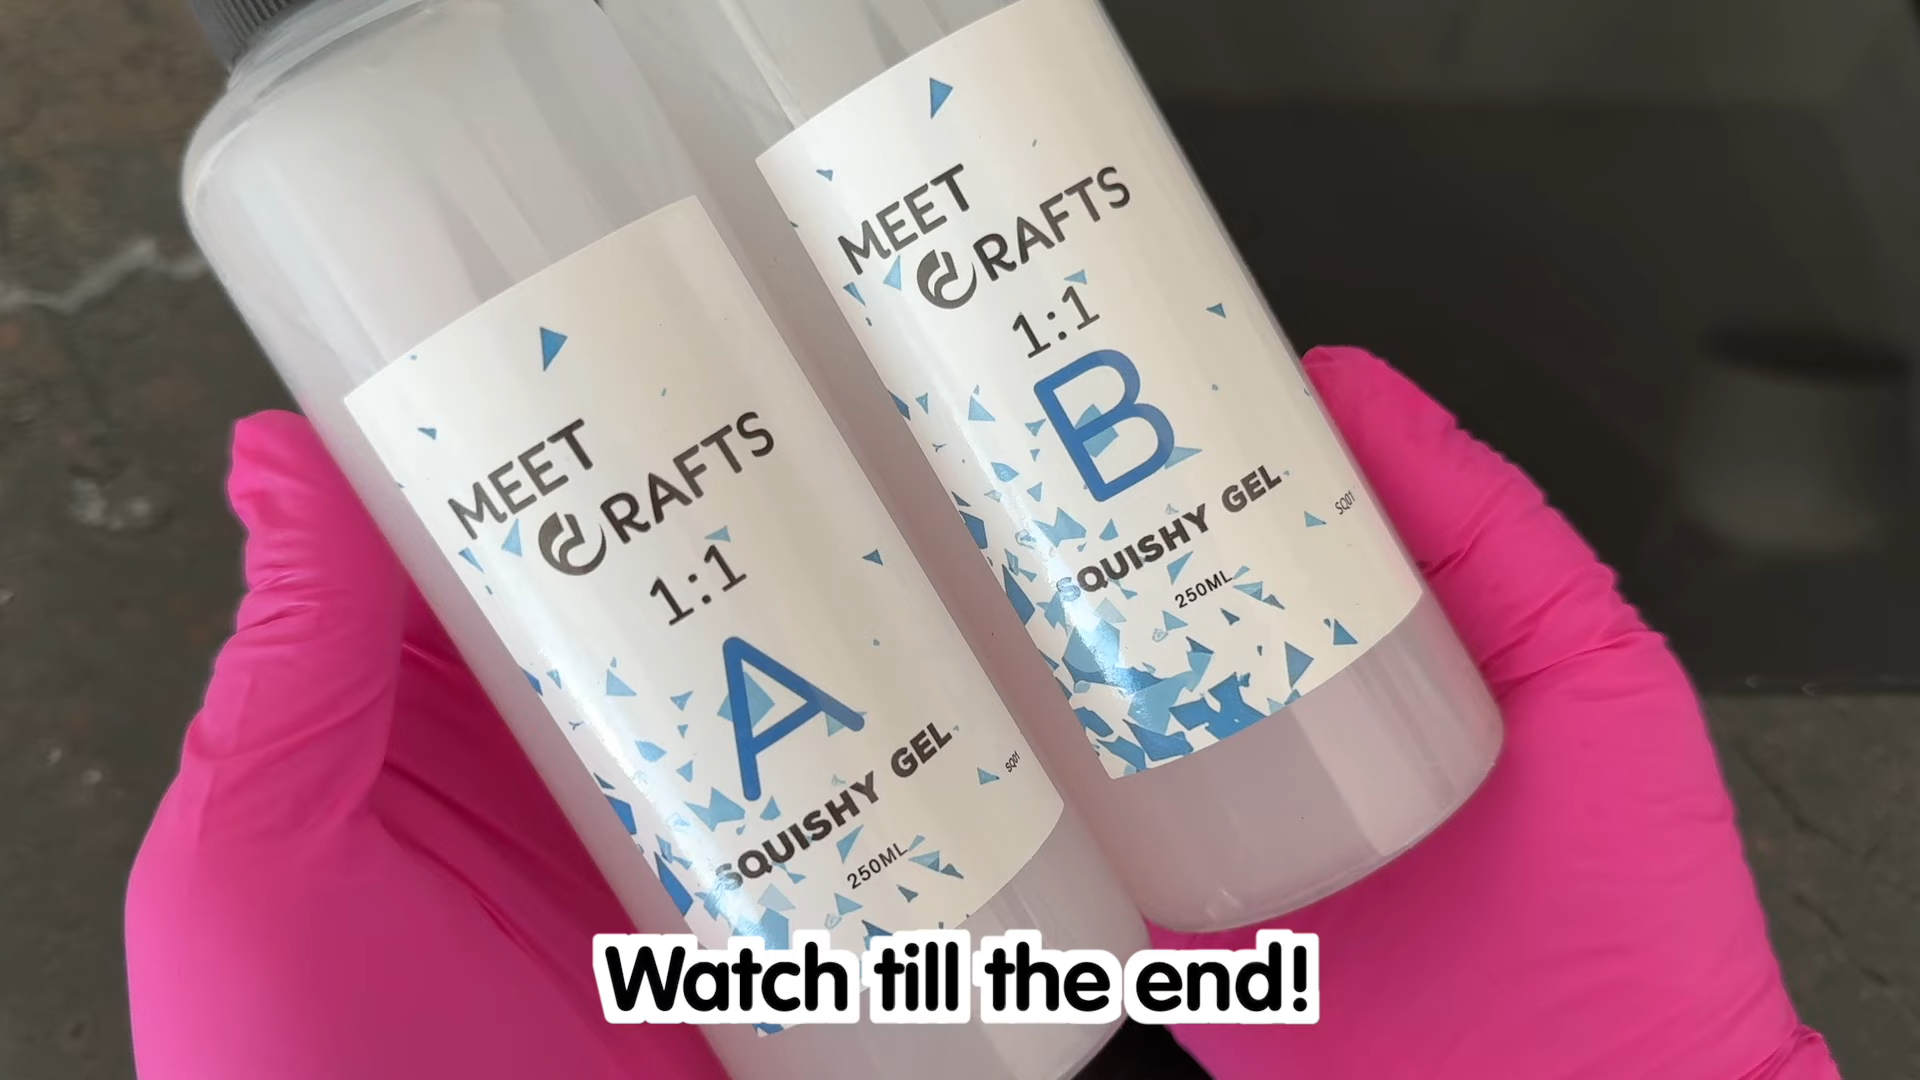 MEET
CRAFTS
1:1
A
SQUISHY GEL
250ML
SQ01
MEET
CRAFTS
1:1
B
SQUISHY GEL
250ML
SQ01
Watch till the end!